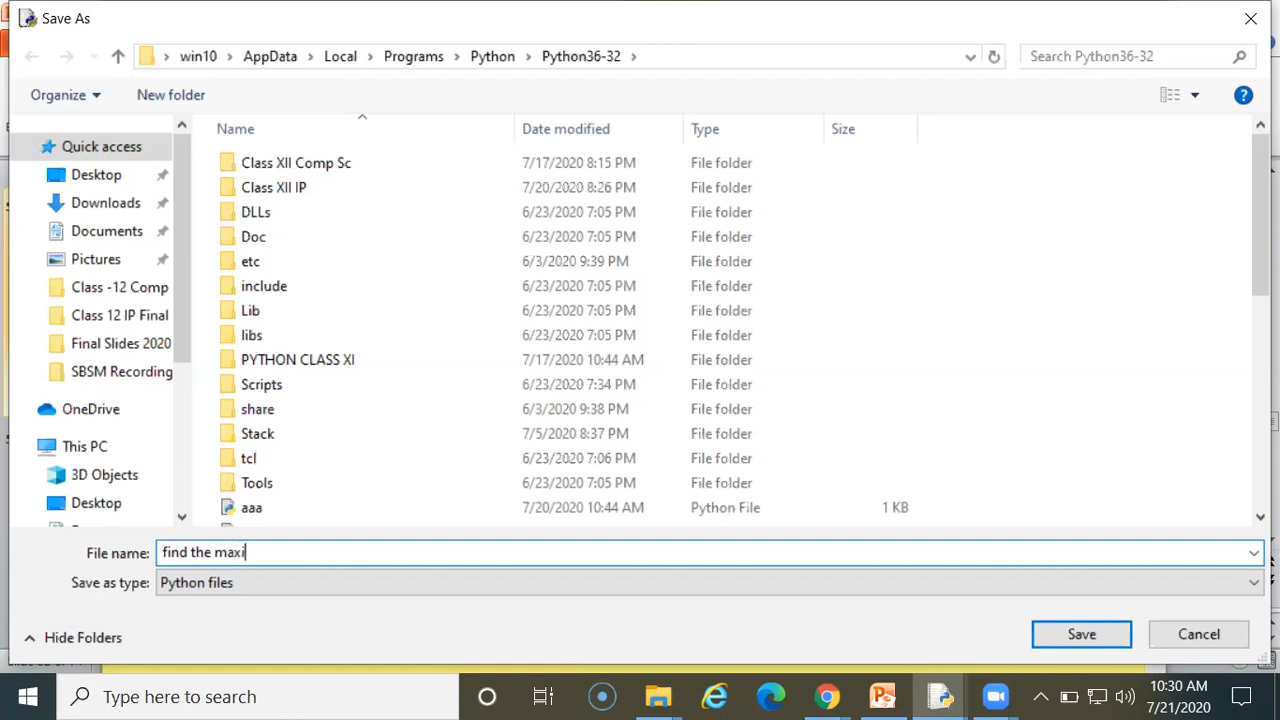 Save As
win10 > AppData > Local > Programs > Python > Python36-32 >
Search Python36-32
Organize
New folder
Name Date modified Type Size
Quick access
Desktop
Downloads
Documents
Pictures
Class -12 Comp
Class 12 IP Final
Final Slides 2020
SBSM Recording
OneDrive
This PC
3D Objects
Desktop
Class XII Comp Sc 7/17/2020 8:15 PM File folder
Class XII IP 7/20/2020 8:26 PM File folder
DLLs 6/23/2020 7:05 PM File folder
Doc 6/23/2020 7:05 PM File folder
etc 6/3/2020 9:39 PM File folder
include 6/23/2020 7:05 PM File folder
Lib 6/23/2020 7:05 PM File folder
libs 6/23/2020 7:05 PM File folder
PYTHON CLASS XI 7/17/2020 10:44 AM File folder
Scripts 6/23/2020 7:34 PM File folder
share 6/3/2020 9:38 PM File folder
Stack 7/5/2020 8:37 PM File folder
tcl 6/23/2020 7:06 PM File folder
Tools 6/23/2020 7:05 PM File folder
aaa 7/20/2020 10:44 AM Python File 1 KB
File name: find the maxi
Save as type: Python files
Hide Folders
Save
Cancel
Type here to search
10:30 AM
7/21/2020